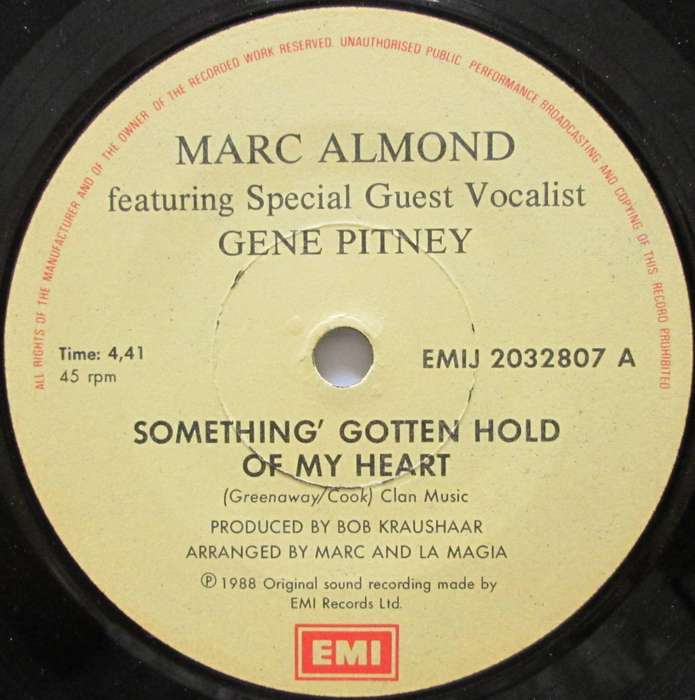 ALL RIGHTS OF THE MANUFACTURER AND OF THE OWNER OF THE RECORDED WORK RESERVED. UNAUTHORISED PUBLIC PERFORMANCE BROADCASTING AND COPYING OF THIS RECORD PROHIBITED
MARC ALMOND
featuring Special Guest Vocalist
GENE PITNEY
Time: 4,41
45 rpm
EMIJ 2032807 A
SOMETHING' GOTTEN HOLD
OF MY HEART
(Greenaway/Cook) Clan Music
PRODUCED BY BOB KRAUSHAAR
ARRANGED BY MARC AND LA MAGIA
Ⓟ 1988 Original sound recording made by
EMI Records Ltd.
EMI